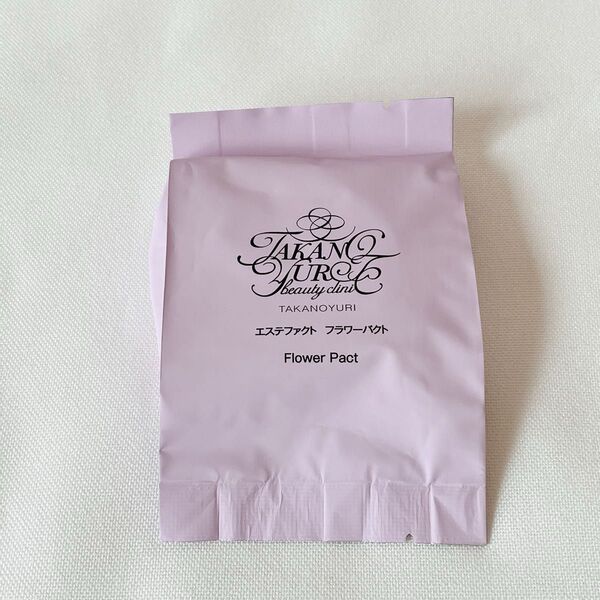 TAKANO
YURI
beauty clinic
TAKANOYURI
エステファクト フラワーパクト
Flower Pact